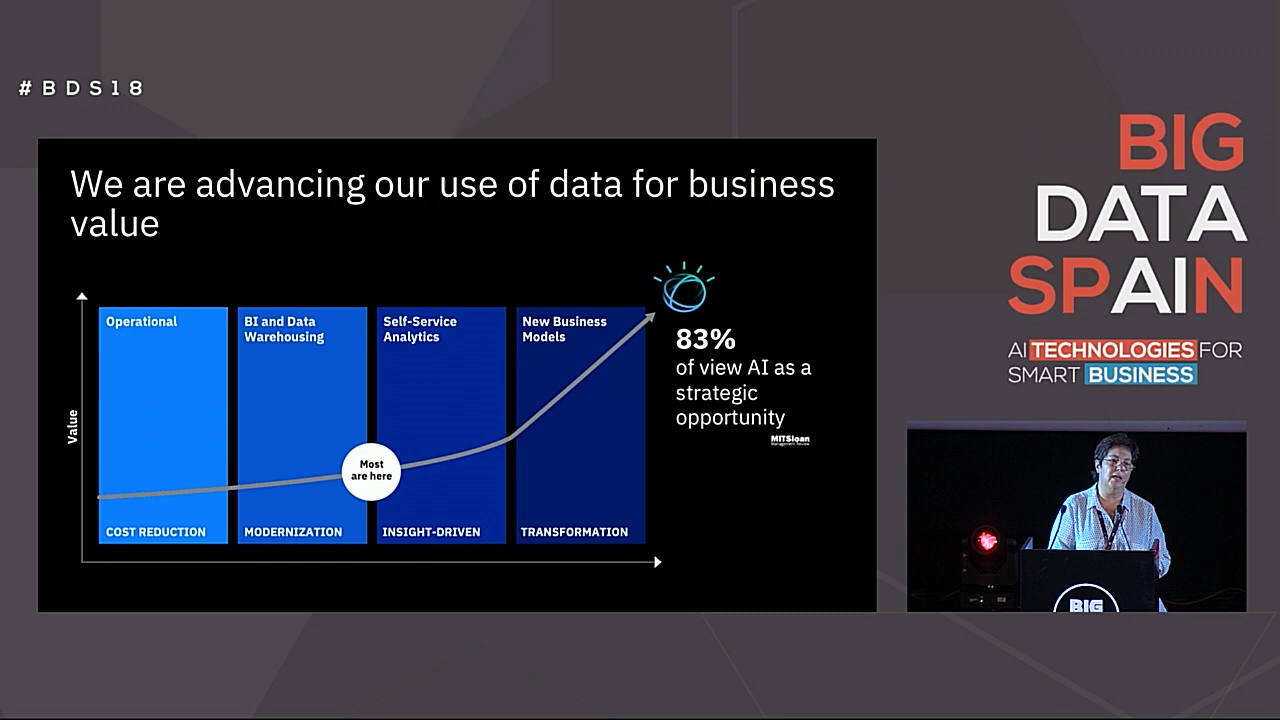 #BDS18
We are advancing our use of data for business
value
Value
Operational
COST REDUCTION
BI and Data
Warehousing
MODERNIZATION
Most
are here
Self-Service
Analytics
INSIGHT-DRIVEN
New Business
Models
TRANSFORMATION
83%
of view AI as a
strategic
opportunity
MITSloan
Management Review
BIG
DATA
SPAIN
AI TECHNOLOGIES FOR
SMART BUSINESS
BIG